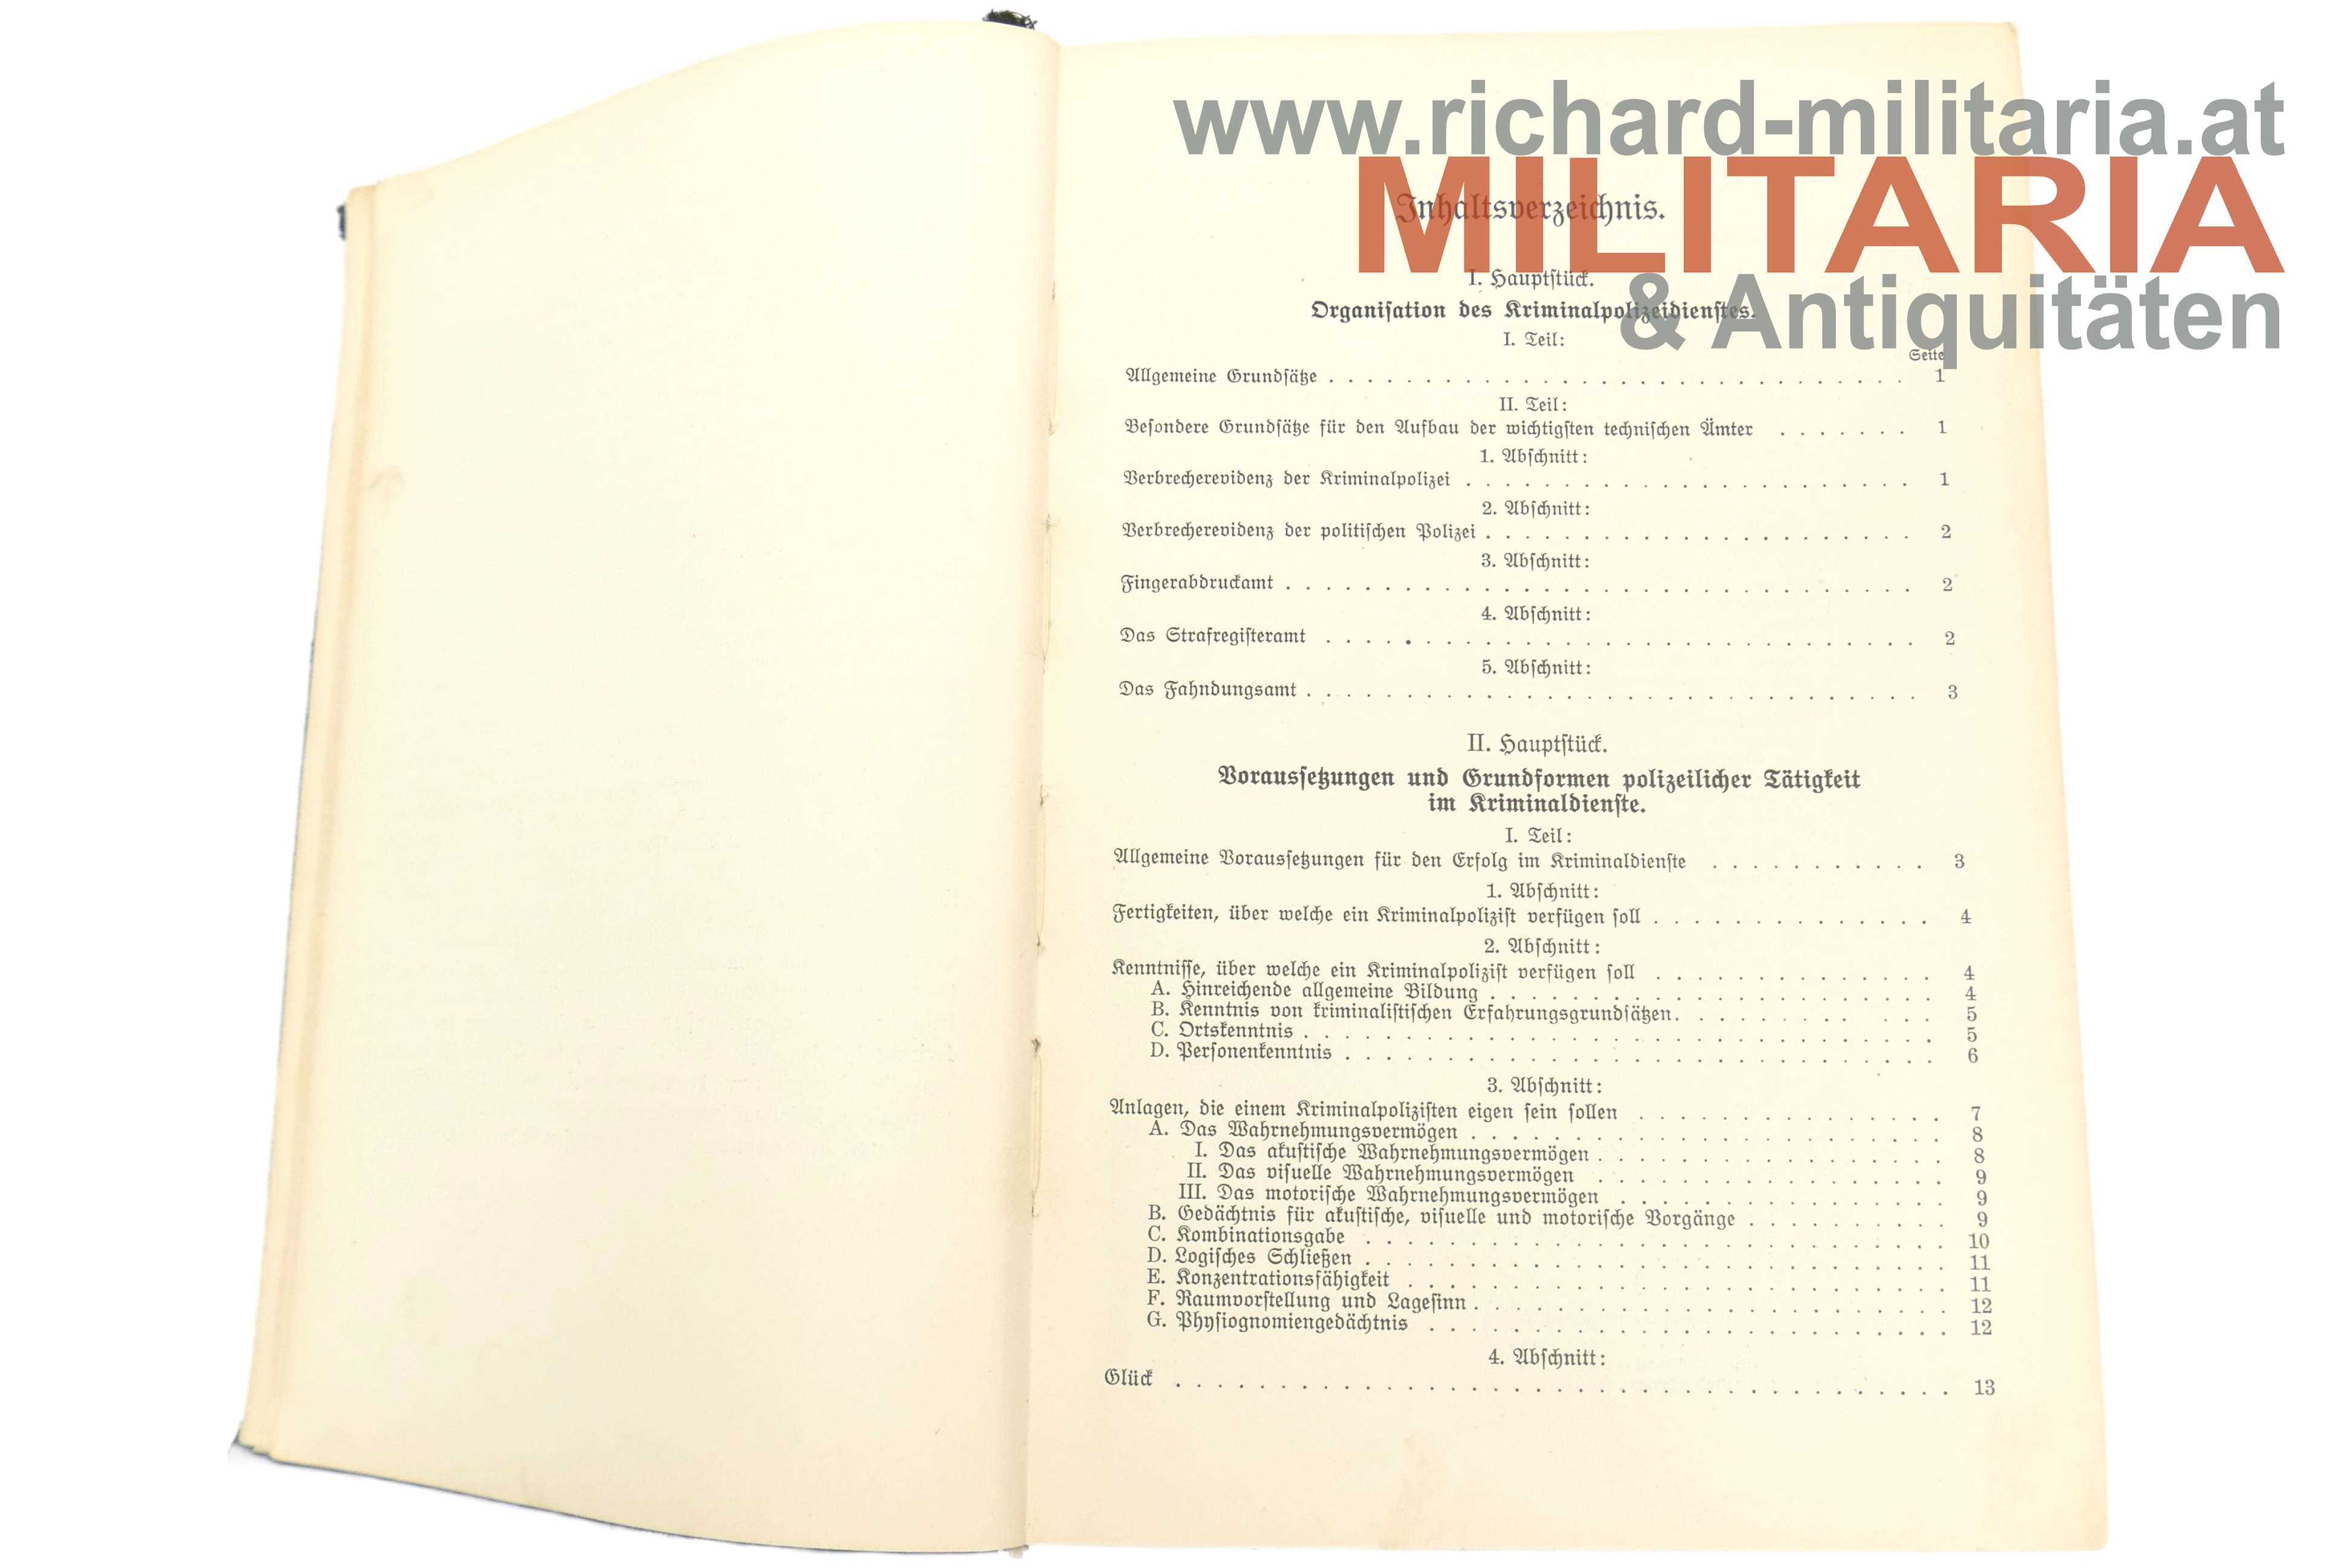 www.richard-militaria.at
MILITARIA
& Antiquitäten
Inhaltsverzeichnis.
I. Hauptstück.
Organisation des Kriminalpolizeidienstes.
I. Teil:
Seite
Allgemeine Grundsätze . . . . . . . . . . . . . . . . . . . . . . . . . . . . . 1
II. Teil:
Besondere Grundsätze für den Aufbau der wichtigsten technischen Ämter . . . . . . . 1
1. Abschnitt:
Verbrecherevidenz der Kriminalpolizei . . . . . . . . . . . . . . . . . . . . . . . 1
2. Abschnitt:
Verbrecherevidenz der politischen Polizei . . . . . . . . . . . . . . . . . . . . . . 2
3. Abschnitt:
Fingerabdruckamt . . . . . . . . . . . . . . . . . . . . . . . . . . . . . . . . 2
4. Abschnitt:
Das Strafregisteramt . . . . . . . . . . . . . . . . . . . . . . . . . . . . . . 2
5. Abschnitt:
Das Fahndungsamt . . . . . . . . . . . . . . . . . . . . . . . . . . . . . . . 3
II. Hauptstück.
Voraussetzungen und Grundformen polizeilicher Tätigkeit
im Kriminaldienste.
I. Teil:
Allgemeine Voraussetzungen für den Erfolg im Kriminaldienste . . . . . . . . . . . 3
1. Abschnitt:
Fertigkeiten, über welche ein Kriminalpolizist verfügen soll . . . . . . . . . . . . . . 4
2. Abschnitt:
Kenntnisse, über welche ein Kriminalpolizist verfügen soll . . . . . . . . . . . . . . 4
A. Hinreichende allgemeine Bildung . . . . . . . . . . . . . . . . . . . . . . 4
B. Kenntnis von kriminalistischen Erfahrungsgrundsätzen . . . . . . . . . . . . 5
C. Ortskenntnis . . . . . . . . . . . . . . . . . . . . . . . . . . . . . . . 5
D. Personenkenntnis . . . . . . . . . . . . . . . . . . . . . . . . . . . . . 6
3. Abschnitt:
Anlagen, die einem Kriminalpolizisten eigen sein sollen . . . . . . . . . . . . . . . 7
A. Das Wahrnehmungsvermögen . . . . . . . . . . . . . . . . . . . . . . . 8
I. Das akustische Wahrnehmungsvermögen . . . . . . . . . . . . . . . . . 8
II. Das visuelle Wahrnehmungsvermögen . . . . . . . . . . . . . . . . . 9
III. Das motorische Wahrnehmungsvermögen . . . . . . . . . . . . . . . . 9
B. Gedächtnis für akustische, visuelle und motorische Vorgänge . . . . . . . . . . 9
C. Kombinationsgabe . . . . . . . . . . . . . . . . . . . . . . . . . . . . 10
D. Logisches Schließen . . . . . . . . . . . . . . . . . . . . . . . . . . . . 11
E. Konzentrationsfähigkeit . . . . . . . . . . . . . . . . . . . . . . . . . . 11
F. Raumvorstellung und Lagesinn . . . . . . . . . . . . . . . . . . . . . . . 12
G. Physiognomiengedächtnis . . . . . . . . . . . . . . . . . . . . . . . . . 12
4. Abschnitt:
Glück . . . . . . . . . . . . . . . . . . . . . . . . . . . . . . . . . . . . . 13